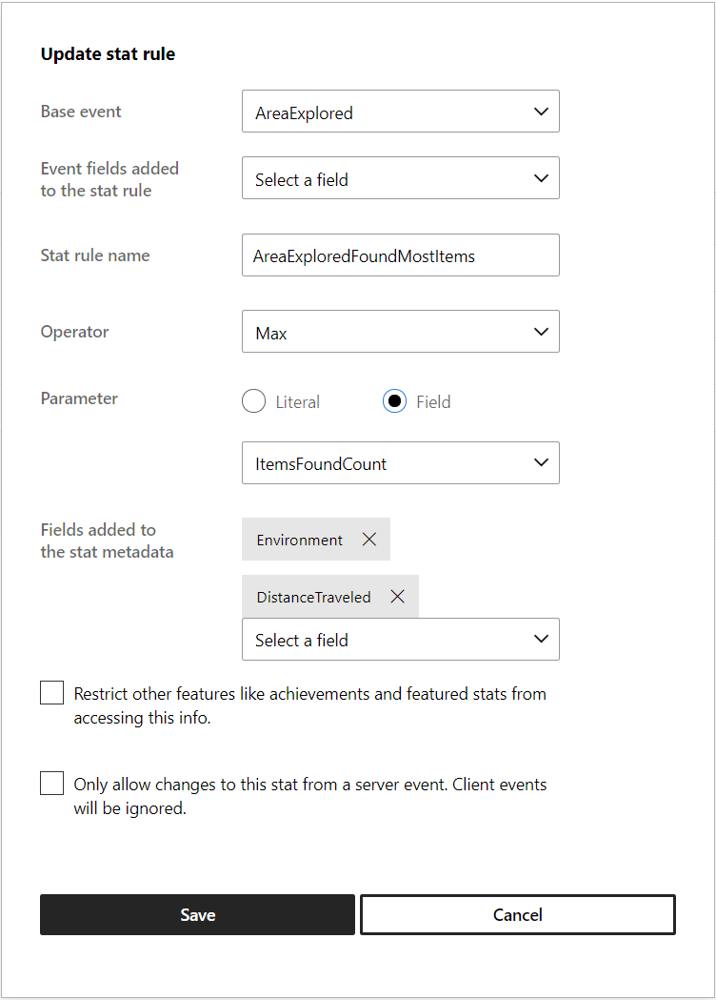 Update stat rule
Base event
AreaExplored
Event fields added
to the stat rule
Select a field
Stat rule name
AreaExploredFoundMostItems
Operator
Max
Parameter
Literal
Field
ItemsFoundCount
Fields added to
the stat metadata
Environment
DistanceTraveled
Select a field
Restrict other features like achievements and featured stats from
accessing this info.
Only allow changes to this stat from a server event. Client events
will be ignored.
Save
Cancel